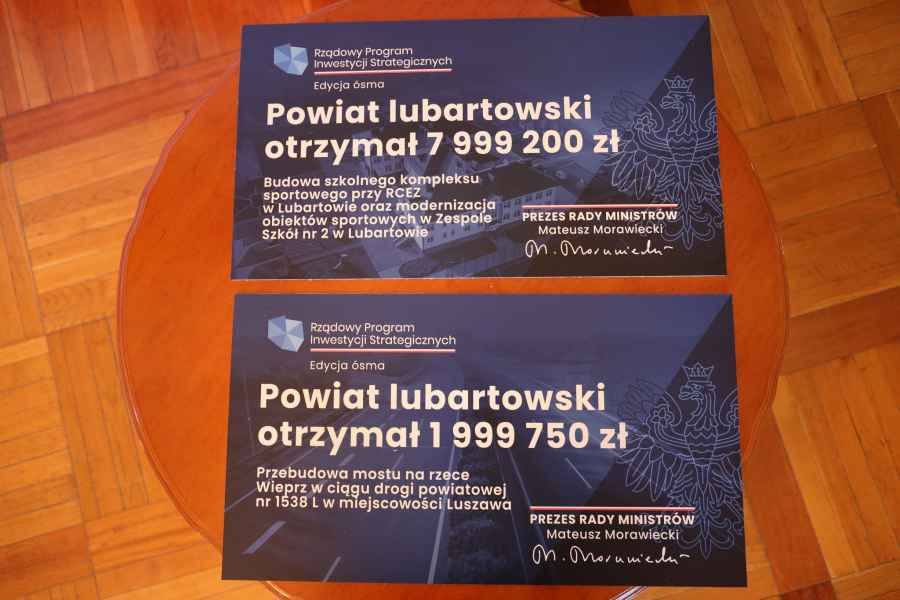 Rządowy Program
Inwestycji Strategicznych
Edycja ósma
Powiat lubartowski
otrzymał 7 999 200 zł
Budowa szkolnego kompleksu
sportowego przy RCEZ
w Lubartowie oraz modernizacja
obiektów sportowych w Zespole
Szkół nr 2 w Lubartowie
PREZES RADY MINISTRÓW
Mateusz Morawiecki
M. Morawiecki
Rządowy Program
Inwestycji Strategicznych
Edycja ósma
Powiat lubartowski
otrzymał 1 999 750 zł
Przebudowa mostu na rzece
Wieprz w ciągu drogi powiatowej
nr 1538 L w miejscowości Luszawa
PREZES RADY MINISTRÓW
Mateusz Morawiecki
M. Morawiecki